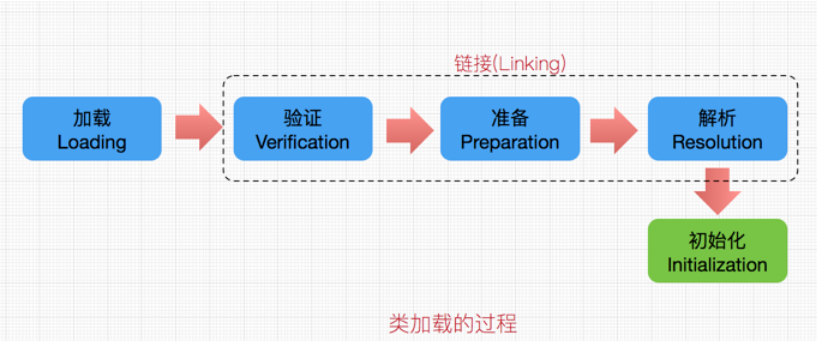 链接(Linking)
加载
Loading
验证
Verification
准备
Preparation
解析
Resolution
初始化
Initialization
类加载的过程